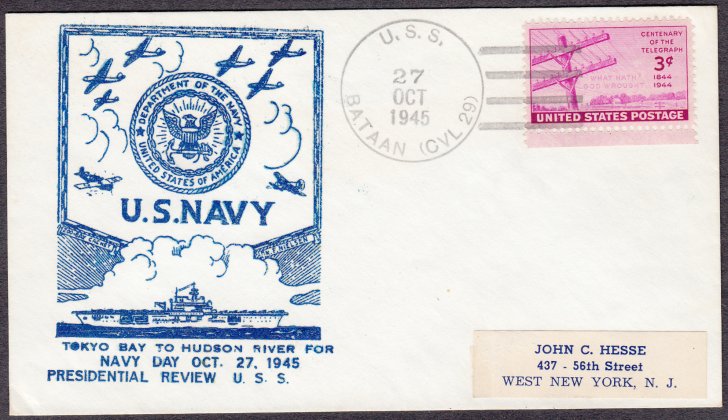 DEPARTMENT OF THE NAVY
UNITED STATES OF AMERICA
U.S.NAVY
W.F. NIELSEN
TOKYO BAY TO HUDSON RIVER FOR
NAVY DAY OCT. 27, 1945
PRESIDENTIAL REVIEW U. S. S.
U. S. S.
27
OCT
1945
BATAAN (CVL 29)
CENTENARY
OF THE
TELEGRAPH
3¢
WHAT HATH
GOD WROUGHT
1844
1944
UNITED STATES POSTAGE
JOHN C. HESSE
437 - 56th Street
WEST NEW YORK, N. J.